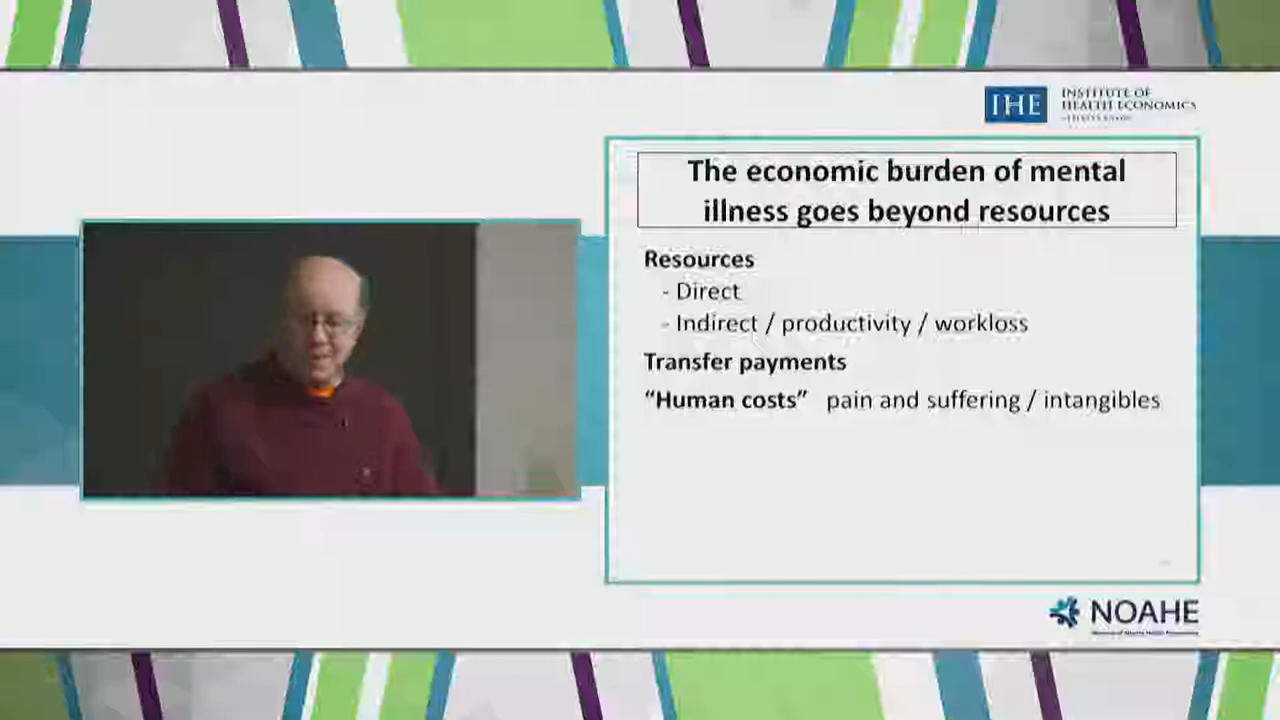 IHE
INSTITUTE OF
HEALTH ECONOMICS
The economic burden of mental
illness goes beyond resources
Resources
- Direct
- Indirect / productivity / workloss
Transfer payments
“Human costs” pain and suffering / intangibles
NOAHE